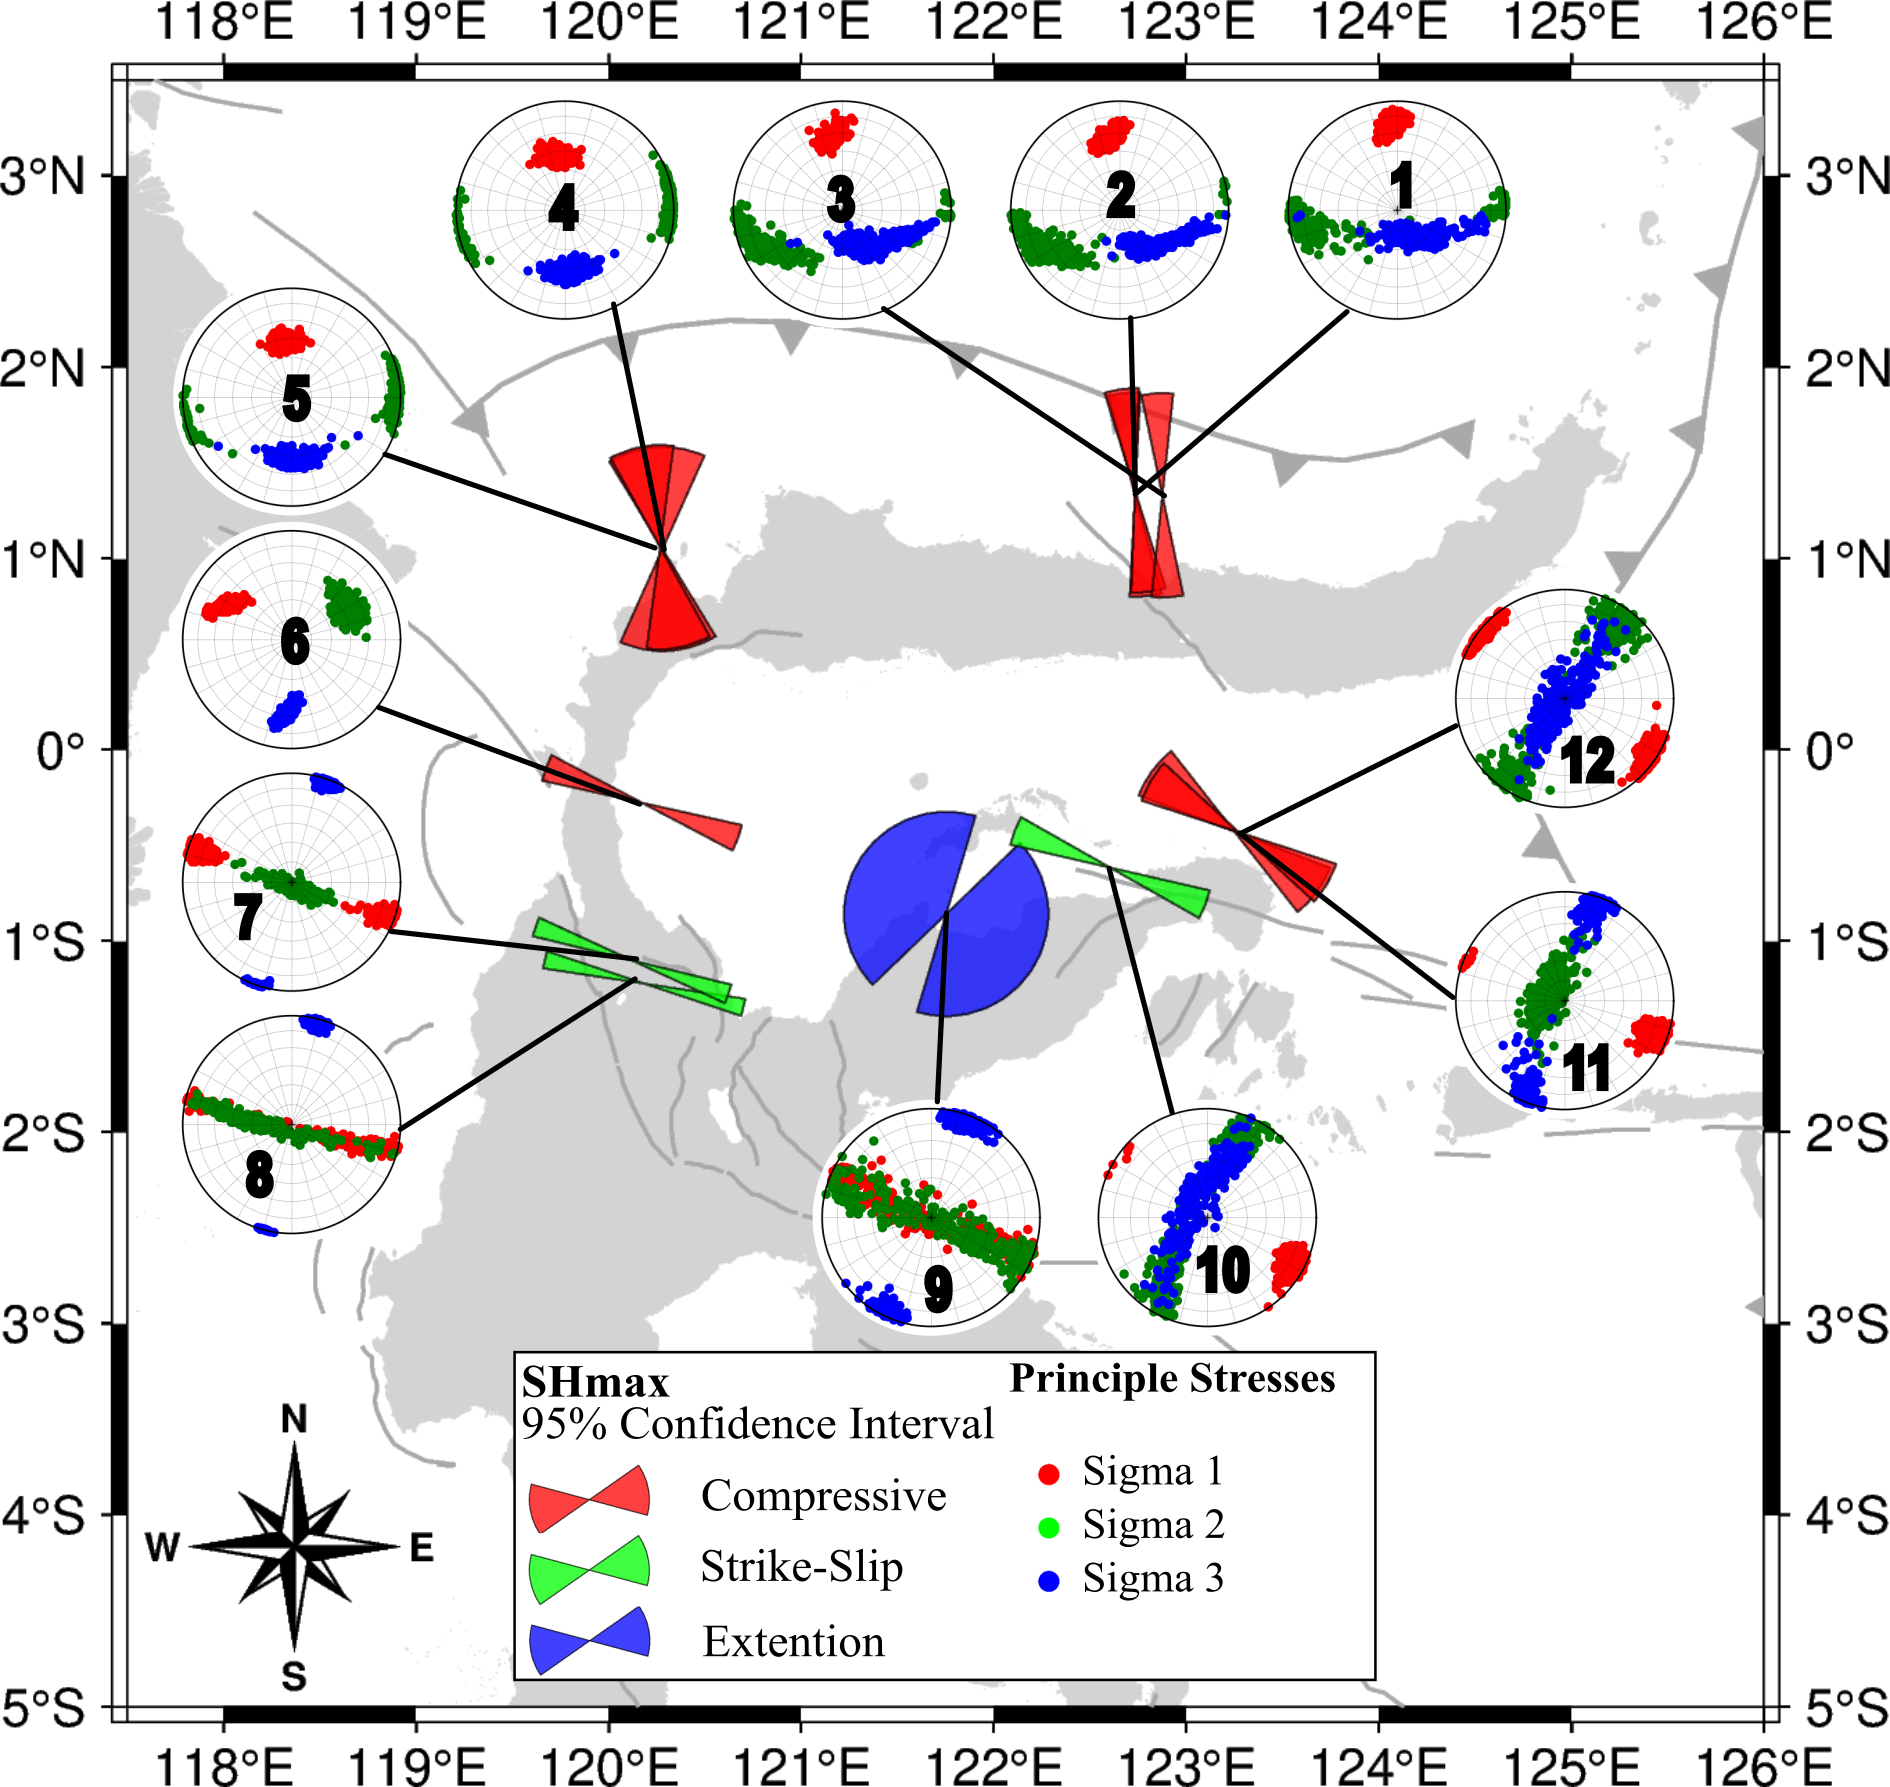 118°E 119°E 120°E 121°E 122°E 123°E 124°E 125°E 126°E
3°N 3°N
4 3 2 1
2°N 2°N
5
1°N 1°N
6
12
0° 0°
7
1°S 1°S
11
8
2°S 2°S
9 10
3°S 3°S
SHmax Principle Stresses
95% Confidence Interval
N
Compressive Sigma 1
4°S 4°S
Sigma 2
W E
Strike-Slip Sigma 3
Extention
S
5°S 5°S
118°E 119°E 120°E 121°E 122°E 123°E 124°E 125°E 126°E